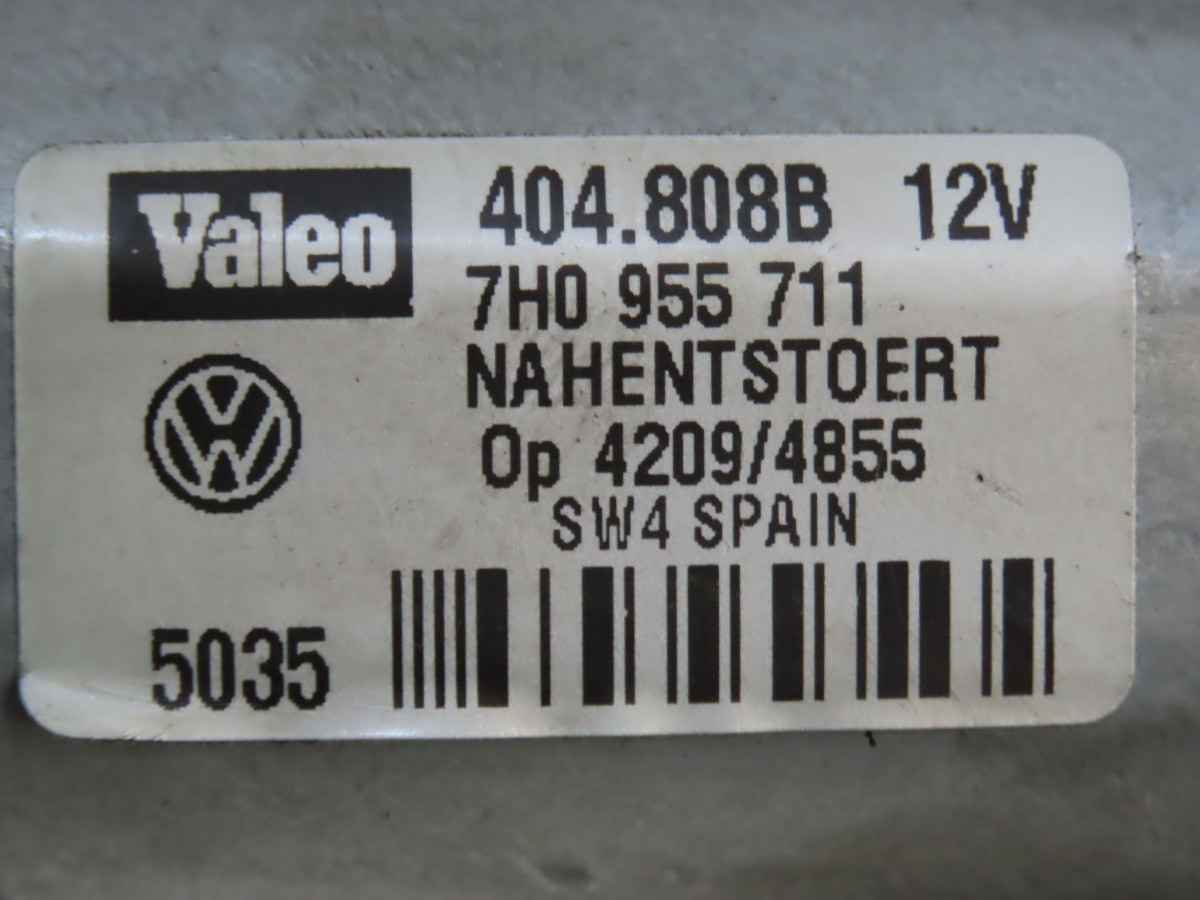 Valeo 404.808B 12V
7H0 955 711
NAHENTSTOERT
Op 4209/4855
SW4 SPAIN
5035